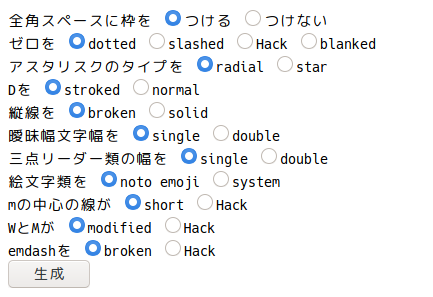 全角スペースに枠を つける つけない
ゼロを dotted slashed Hack blanked
アスタリスクのタイプを radial star
Dを stroked normal
縦線を broken solid
曖昧幅文字幅を single double
三点リーダー類の幅を single double
絵文字類を noto emoji system
mの中心の線が short Hack
WとMが modified Hack
emdashを broken Hack
生成